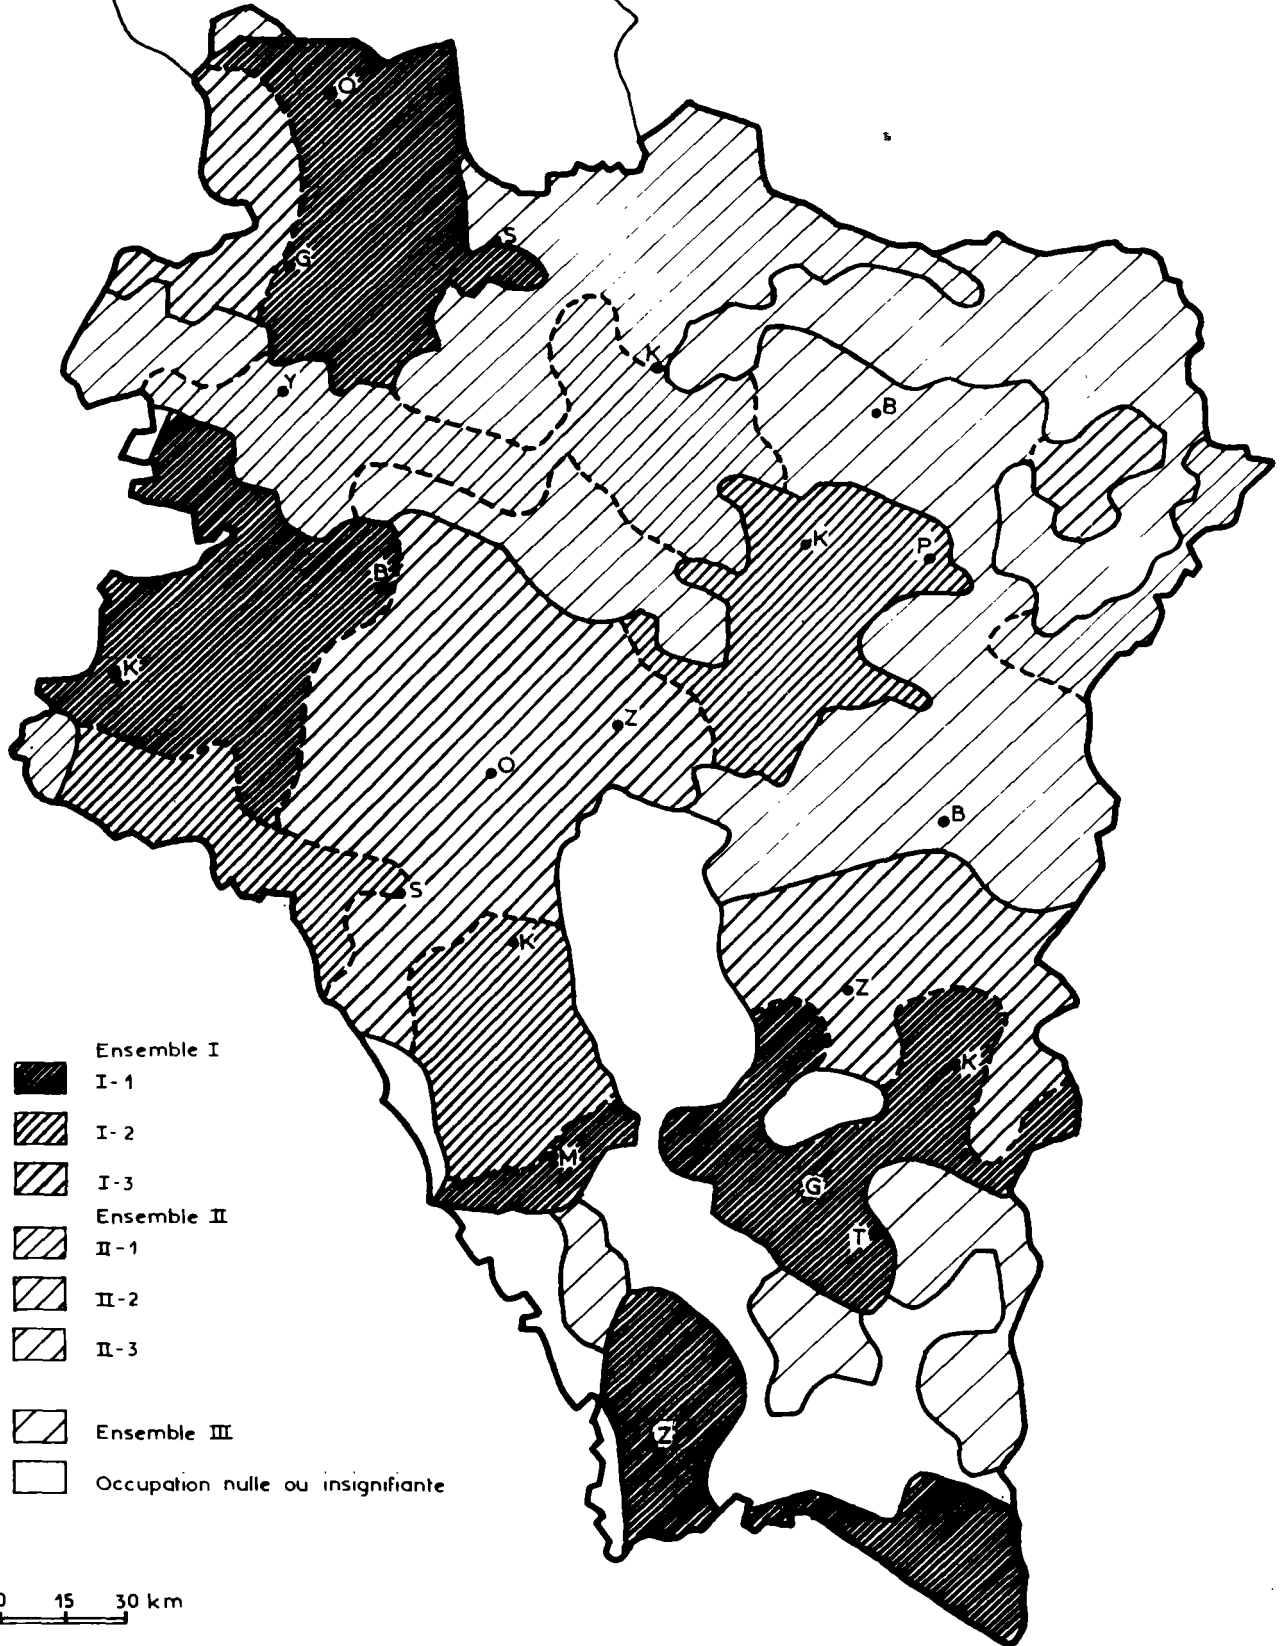 O
s
S
G
K
Y
B
K
P
B
K
Z
O
B
S
K
Z
K
M
G
T
Z
Ensemble I
I-1
I-2
I-3
Ensemble II
II-1
II-2
II-3
Ensemble III
Occupation nulle ou insignifiante
0 15 30 km